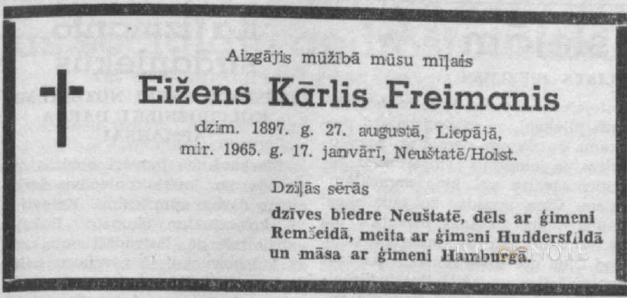 Aizgājis mūžībā mūsu mīļais
Eižens Kārlis Freimanis
dzim. 1897. g. 27. augustā, Liepājā,
mir. 1965. g. 17. janvārī, Neuštatē/Holst.
Dziļās sērās
dzīves biedre Neuštatē, dēls ar ģimeni
Remšeidā, meita ar ģimeni Huddersfīldā
un māsa ar ģimeni Hamburgā.